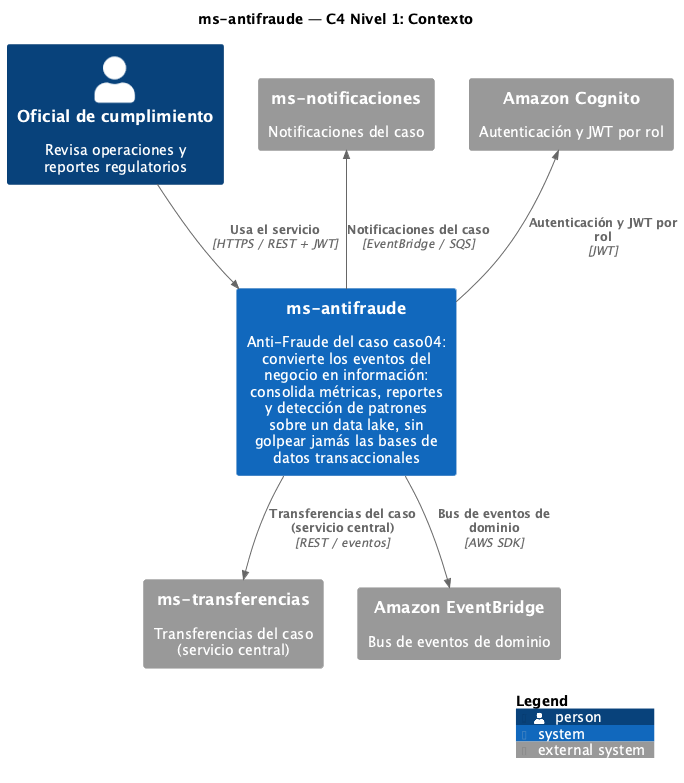 ms-antifraude — C4 Nivel 1: Contexto
Oficial de cumplimiento
Revisa operaciones y
reportes regulatorios
ms-notificaciones
Notificaciones del caso
Amazon Cognito
Autenticación y JWT por rol
Usa el servicio
[HTTPS / REST + JWT]
Notificaciones del caso
[EventBridge / SQS]
Autenticación y JWT por
rol
[JWT]
ms-antifraude
Anti-Fraude del caso caso04:
convierte los eventos del
negocio en información:
consolida métricas, reportes
y detección de patrones
sobre un data lake, sin
golpear jamás las bases de
datos transaccionales
Transferencias del caso
(servicio central)
[REST / eventos]
Bus de eventos de
dominio
[AWS SDK]
ms-transferencias
Transferencias del caso
(servicio central)
Amazon EventBridge
Bus de eventos de dominio
Legend
person
system
external system